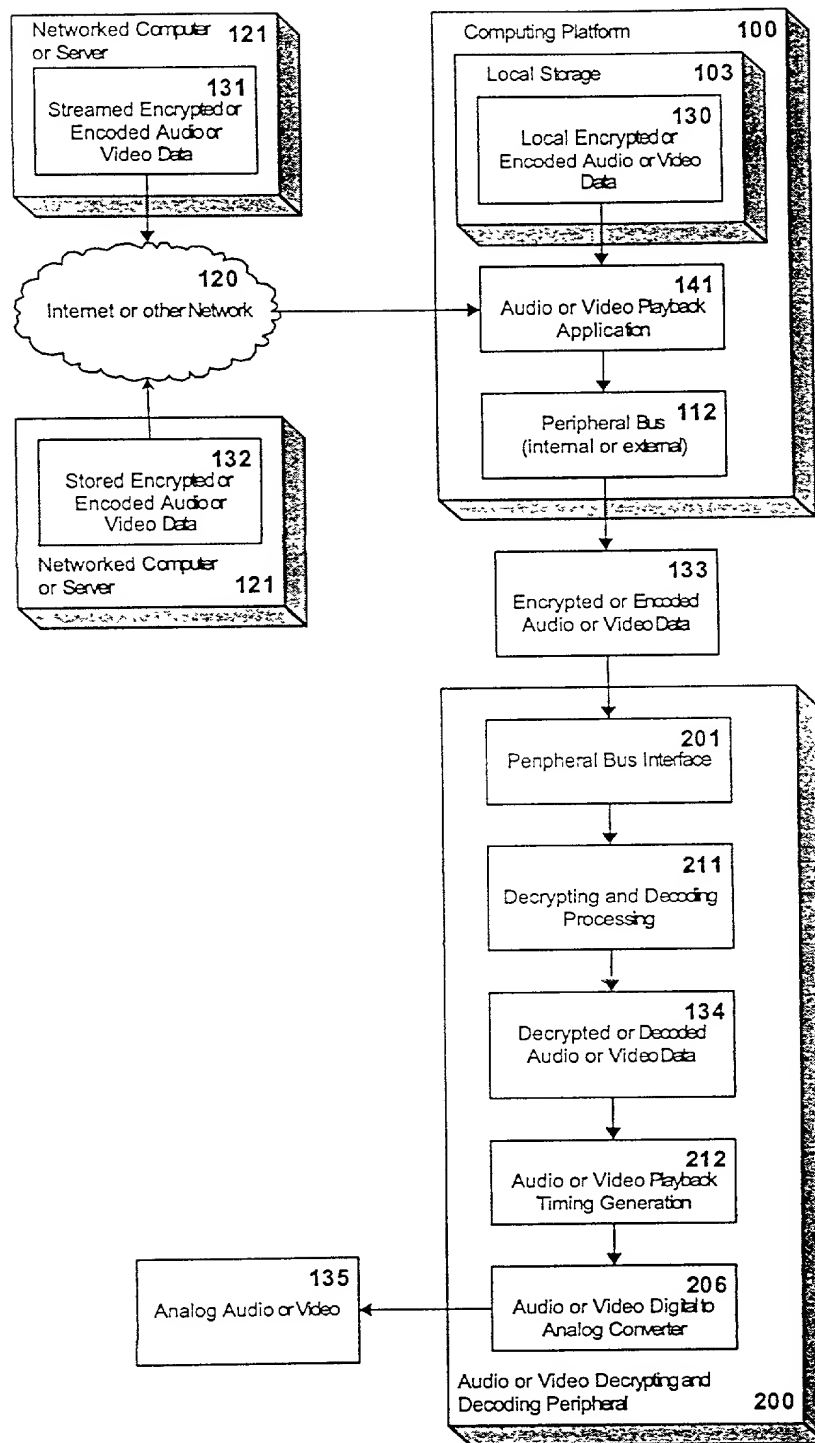 Networked Computer 121
or Server
131
Streamed Encrypted or
Encoded Audio or
Video Data
120
Internet or other Network
132
Stored Encrypted or
Encoded Audio or
Video Data
Networked Computer
or Server 121
Computing Platform 100
Local Storage 103
130
Local Encrypted or
Encoded Audio or Video
Data
141
Audio or Video Playback
Application
112
Peripheral Bus
(internal or external)
133
Encrypted or Encoded
Audio or Video Data
201
Peripheral Bus Interface
211
Decrypting and Decoding
Processing
134
Decrypted or Decoded
Audio or Video Data
212
Audio or Video Playback
Timing Generation
206
Audio or Video Digital to
Analog Converter
135
Analog Audio or Video
Audio or Video Decrypting and
Decoding Peripheral 200